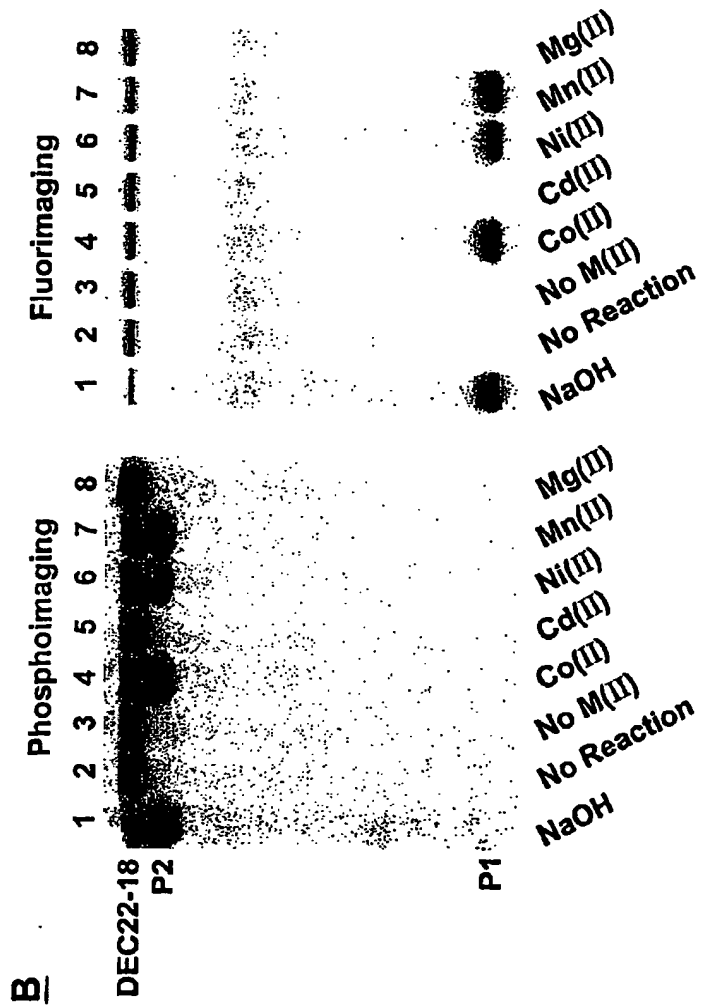 B
Phosphoimaging
Fluorimaging
1 2 3 4 5 6 7 8
1 2 3 4 5 6 7 8
DEC22-18
P2
P1
NaOH
No Reaction
No M(II)
Co(II)
Cd(II)
Ni(II)
Mn(II)
Mg(II)
NaOH
No Reaction
No M(II)
Co(II)
Cd(II)
Ni(II)
Mn(II)
Mg(II)